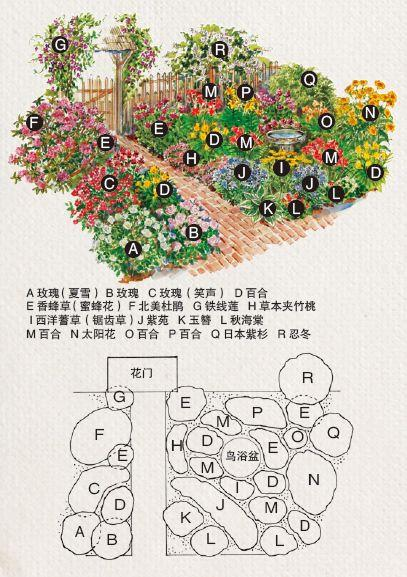 G
R
Q
M
P
N
F
O
E
E
D
M
M
H
I
D
C
D
J
J
L
K
L
B
A
A 玫瑰(夏雪) B 玫瑰 C 玫瑰(笑声) D 百合
E 香蜂草(蜜蜂花) F 北美杜鹃 G 铁线莲 H 草本夹竹桃
I 西洋蓍草(锯齿草) J 紫苑 K 玉簪 L 秋海棠
M 百合 N 太阳花 O 百合 P 百合 Q 日本紫杉 R 忍冬
花门
R
G
E
P
E
M
Q
F
H
D
E
O
E
鸟浴盆
M
N
C
I
D
D
J
M
K
D
A
B
L
L